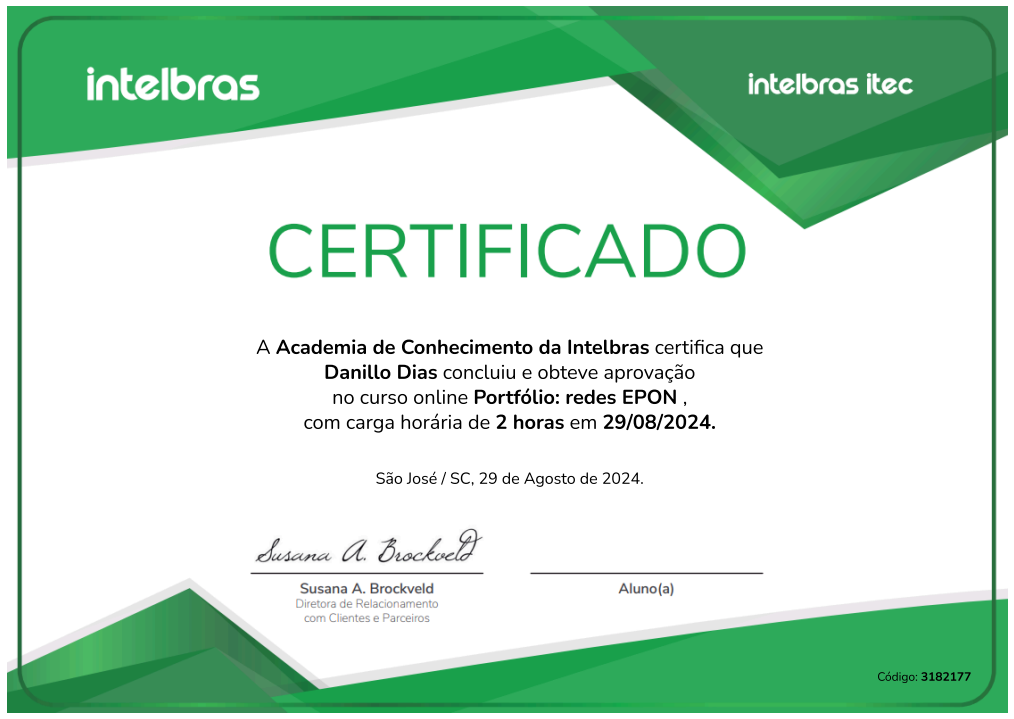 intelbras
intelbras itec
CERTIFICADO
A Academia de Conhecimento da Intelbras certifica que
Danillo Dias concluiu e obteve aprovação
no curso online Portfólio: redes EPON ,
com carga horária de 2 horas em 29/08/2024.
São José / SC, 29 de Agosto de 2024.
Susana A. Brockveld
Susana A. Brockveld
Diretora de Relacionamento
com Clientes e Parceiros
Aluno(a)
Código: 3182177